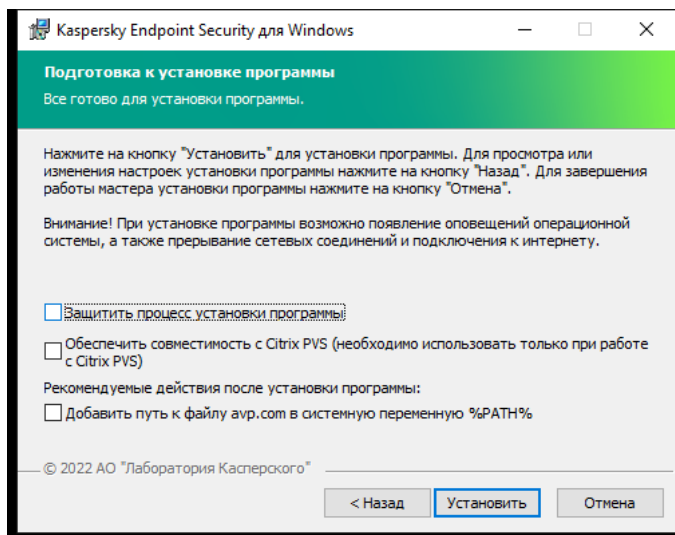 Kaspersky Endpoint Security для Windows
Подготовка к установке программы
Все готово для установки программы.
Нажмите на кнопку "Установить" для установки программы. Для просмотра или
изменения настроек установки программы нажмите на кнопку "Назад". Для завершения
работы мастера установки программы нажмите на кнопку "Отмена".
Внимание! При установке программы возможно появление оповещений операционной
системы, а также прерывание сетевых соединений и подключения к интернету.
Защитить процесс установки программы
Обеспечить совместимость с Citrix PVS (необходимо использовать только при работе
с Citrix PVS)
Рекомендуемые действия после установки программы:
Добавить путь к файлу avp.com в системную переменную %PATH%
© 2022 АО "Лаборатория Касперского"
< Назад Установить Отмена